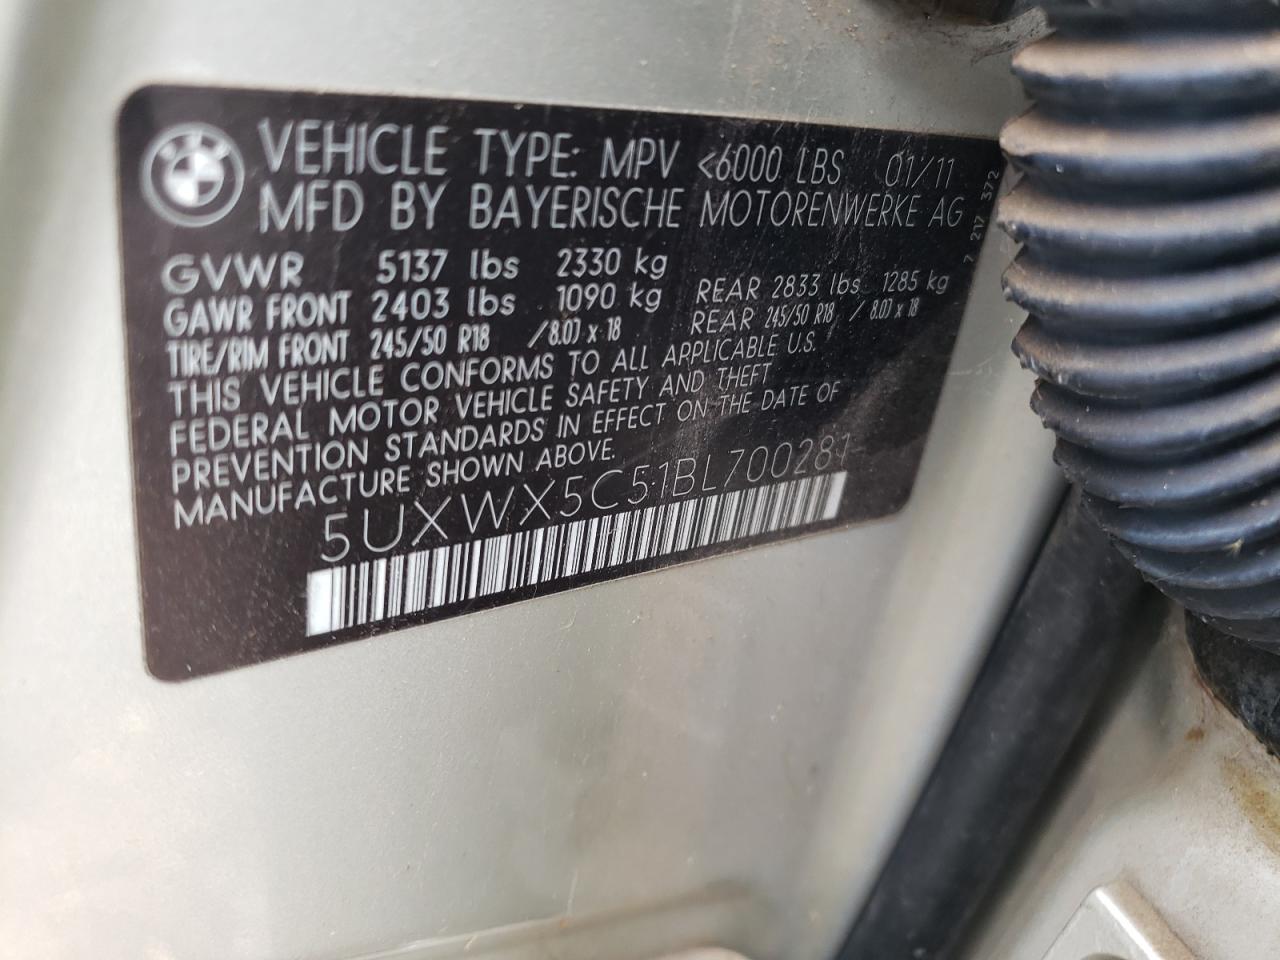 VEHICLE TYPE: MPV <6000 LBS 01/11
MFD BY BAYERISCHE MOTORENWERKE AG
7 217 372
GVWR 5137 lbs 2330 kg
GAWR FRONT 2403 lbs 1090 kg REAR 2833 lbs 1285 kg
TIRE/RIM FRONT 245/50 R18 /8.0J x 18 REAR 245/50 R18 / 8.0J x 18
THIS VEHICLE CONFORMS TO ALL APPLICABLE U.S.
FEDERAL MOTOR VEHICLE SAFETY AND THEFT
PREVENTION STANDARDS IN EFFECT ON THE DATE OF
MANUFACTURE SHOWN ABOVE.
5UXWX5C51BL700281